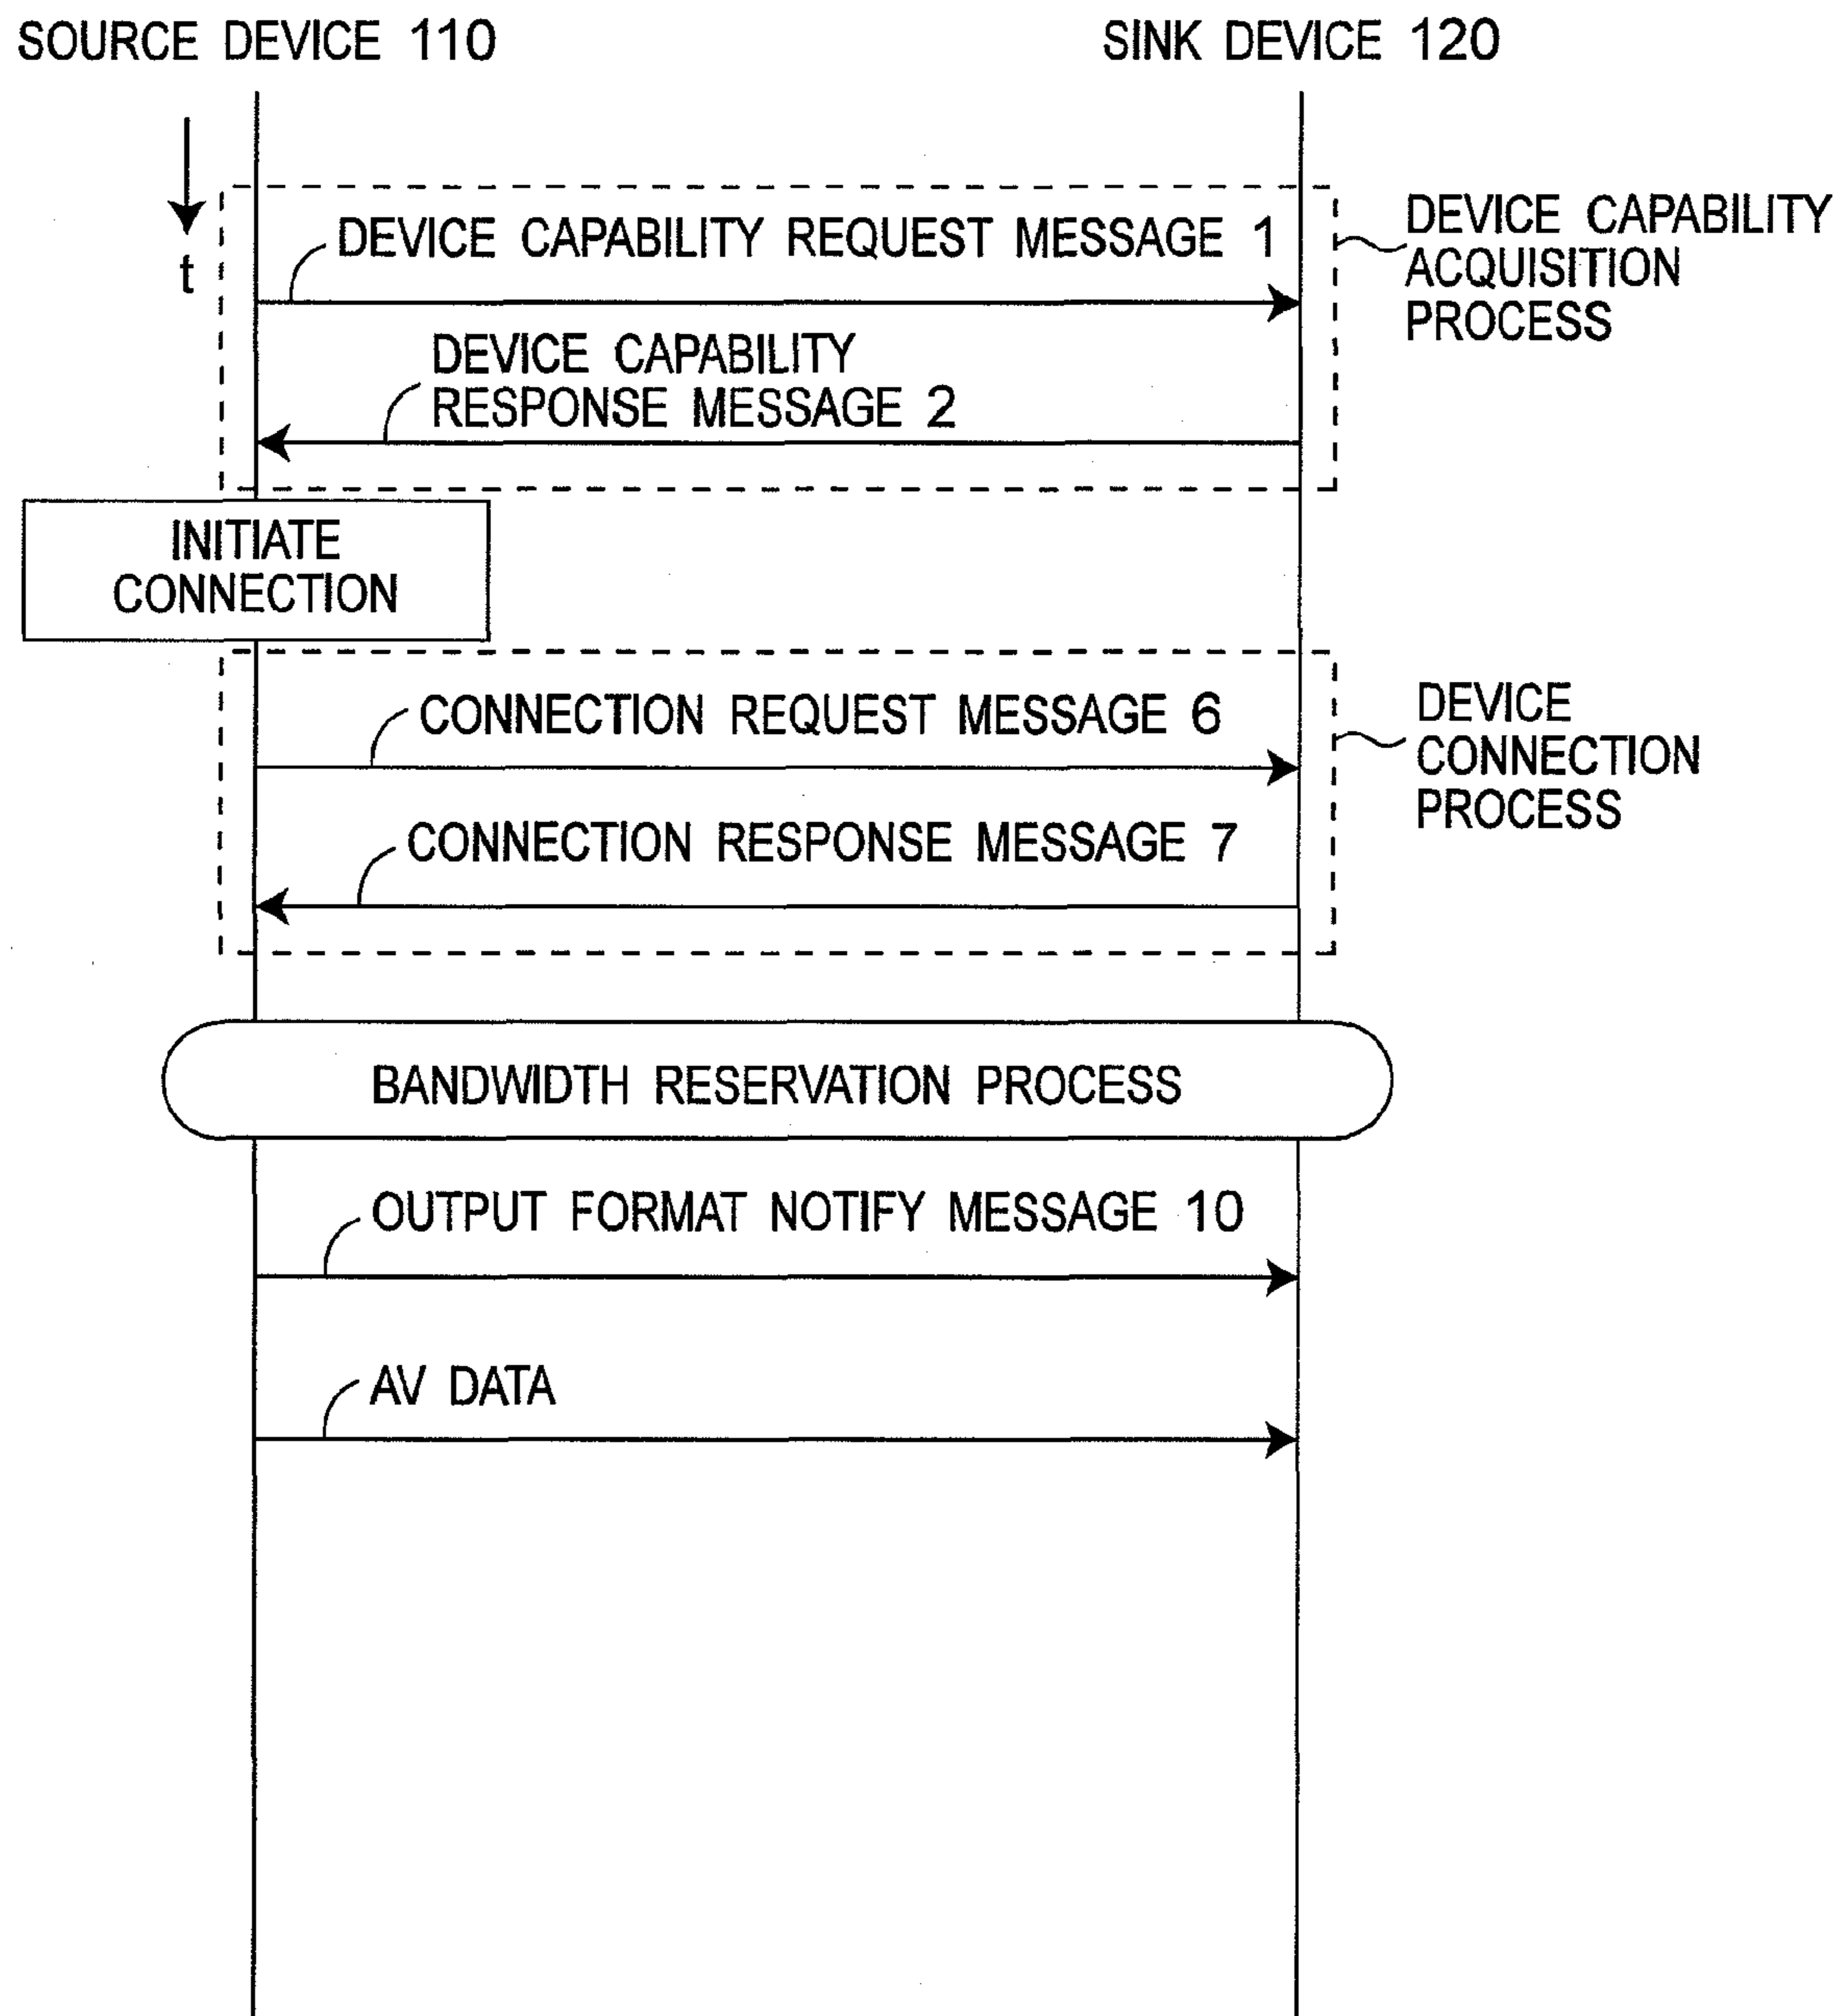 SOURCE DEVICE 110
SINK DEVICE 120
t
DEVICE CAPABILITY REQUEST MESSAGE 1
DEVICE CAPABILITY
ACQUISITION
PROCESS
DEVICE CAPABILITY
RESPONSE MESSAGE 2
INITIATE
CONNECTION
CONNECTION REQUEST MESSAGE 6
DEVICE
CONNECTION
PROCESS
CONNECTION RESPONSE MESSAGE 7
BANDWIDTH RESERVATION PROCESS
OUTPUT FORMAT NOTIFY MESSAGE 10
AV DATA